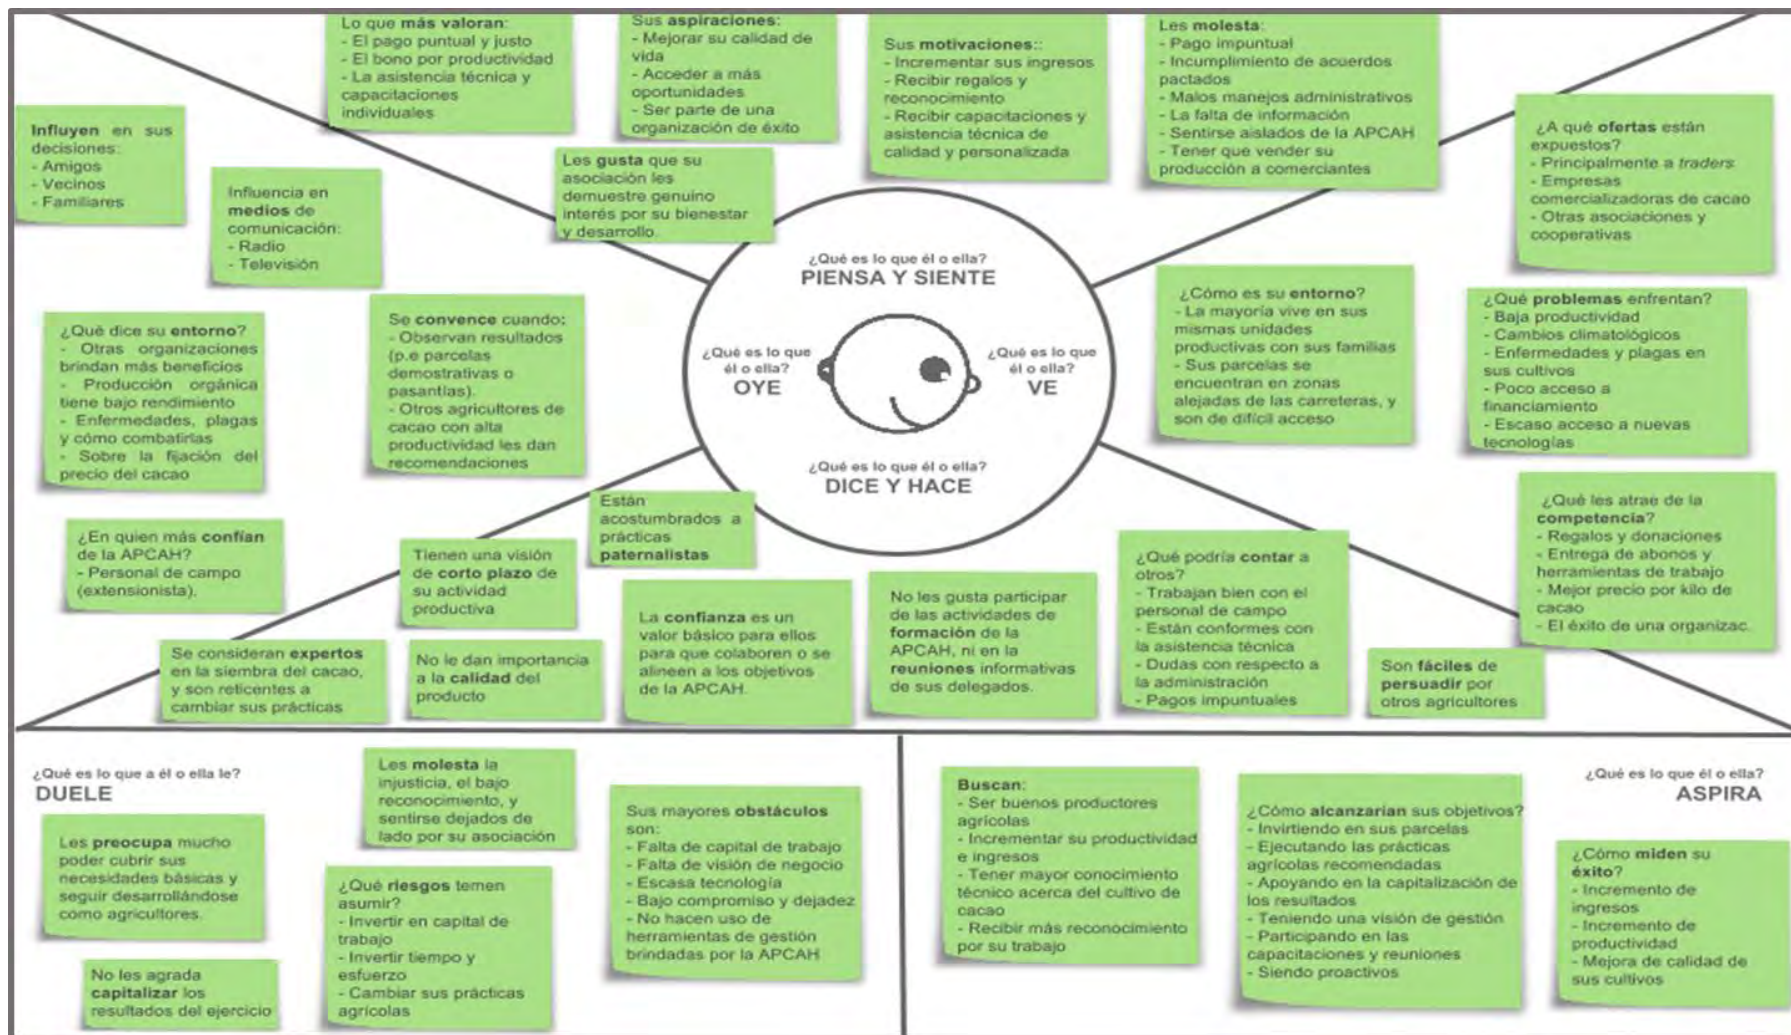 Lo que más valoran:
- El pago puntual y justo
- El bono por productividad
- La asistencia técnica y
capacitaciones
individuales
Sus aspiraciones:
- Mejorar su calidad de
vida
- Acceder a más
oportunidades
- Ser parte de una
organización de éxito
Sus motivaciones::
- Incrementar sus ingresos
- Recibir regalos y
reconocimiento
- Recibir capacitaciones y
asistencia técnica de
calidad y personalizada
Les molesta:
- Pago impuntual
- Incumplimiento de acuerdos
pactados
- Malos manejos administrativos
- La falta de información
- Sentirse aislados de la APCAH
- Tener que vender su
producción a comerciantes
Les gusta que su
asociación les
demuestre genuino
interés por su bienestar
y desarrollo.
¿Qué es lo que él o ella?
PIENSA Y SIENTE
Influyen en sus
decisiones:
- Amigos
- Vecinos
- Familiares
Influencia en
medios de
comunicación:
- Radio
- Televisión
¿Qué dice su entorno?
- Otras organizaciones
brindan más beneficios
- Producción orgánica
tiene bajo rendimiento
- Enfermedades, plagas
y cómo combatirlas
- Sobre la fijación del
precio del cacao
Se convence cuando:
- Observan resultados
(p.e parcelas
demostrativas o
pasantías).
- Otros agricultores de
cacao con alta
productividad les dan
recomendaciones
¿En quien más confían
de la APCAH?
- Personal de campo
(extensionista).
¿Qué es lo que
él o ella?
OYE
¿Qué es lo que
él o ella?
VE
¿A qué ofertas están
expuestos?
- Principalmente a traders
- Empresas
comercializadoras de cacao
- Otras asociaciones y
cooperativas
¿Cómo es su entorno?
- La mayoría vive en sus
mismas unidades
productivas con sus familias
- Sus parcelas se
encuentran en zonas
alejadas de las carreteras, y
son de difícil acceso
¿Qué problemas enfrentan?
- Baja productividad
- Cambios climatológicos
- Enfermedades y plagas en
sus cultivos
- Poco acceso a
financiamiento
- Escaso acceso a nuevas
tecnologías
¿Qué les atrae de la
competencia?
- Regalos y donaciones
- Entrega de abonos y
herramientas de trabajo
- Mejor precio por kilo de
cacao
- El éxito de una organizac.
¿Qué es lo que él o ella?
DICE Y HACE
Están
acostumbrados a
prácticas
paternalistas
Tienen una visión
de corto plazo de
su actividad
productiva
Se consideran expertos
en la siembra del cacao,
y son reticentes a
cambiar sus prácticas
No le dan importancia
a la calidad del
producto
La confianza es un
valor básico para ellos
para que colaboren o se
alineen a los objetivos
de la APCAH.
No les gusta participar
de las actividades de
formación de la
APCAH, ni en la
reuniones informativas
de sus delegados.
¿Qué podría contar a
otros?
- Trabajan bien con el
personal de campo
- Están conformes con
la asistencia técnica
- Dudas con respecto a
la administración
- Pagos impuntuales
Son fáciles de
persuadir por
otros agricultores
¿Qué es lo que a él o ella le?
DUELE
Les preocupa mucho
poder cubrir sus
necesidades básicas y
seguir desarrollándose
como agricultores.
No les agrada
capitalizar los
resultados del ejercicio
Les molesta la
injusticia, el bajo
reconocimiento, y
sentirse dejados de
lado por su asociación
¿Qué riesgos temen
asumir?
- Invertir en capital de
trabajo
- Invertir tiempo y
esfuerzo
- Cambiar sus prácticas
agrícolas
Sus mayores obstáculos
son:
- Falta de capital de trabajo
- Falta de visión de negocio
- Escasa tecnología
- Bajo compromiso y dejadez
- No hacen uso de
herramientas de gestión
brindadas por la APCAH
¿Qué es lo que él o ella?
ASPIRA
Buscan:
- Ser buenos productores
agrícolas
- Incrementar su productividad
e ingresos
- Tener mayor conocimiento
técnico acerca del cultivo de
cacao
- Recibir más reconocimiento
por su trabajo
¿Cómo alcanzarían sus objetivos?
- Invirtiendo en sus parcelas
- Ejecutando las prácticas
agrícolas recomendadas
- Apoyando en la capitalización de
los resultados
- Teniendo una visión de gestión
- Participando en las
capacitaciones y reuniones
- Siendo proactivos
¿Cómo miden su
éxito?
- Incremento de
ingresos
- Incremento de
productividad
- Mejora de calidad de
sus cultivos